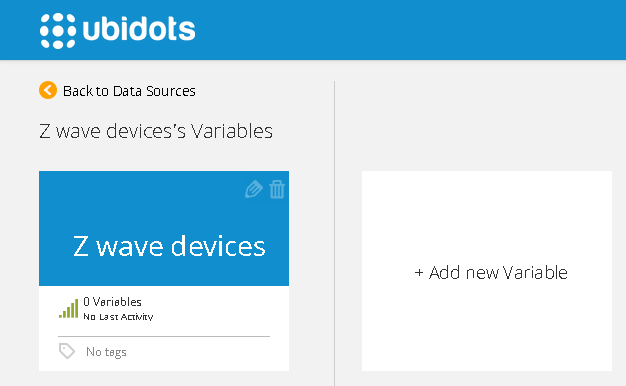 ubidots
Back to Data Sources
Z wave devices's Variables
Z wave devices
0 Variables
No Last Activity
No tags
+ Add new Variable